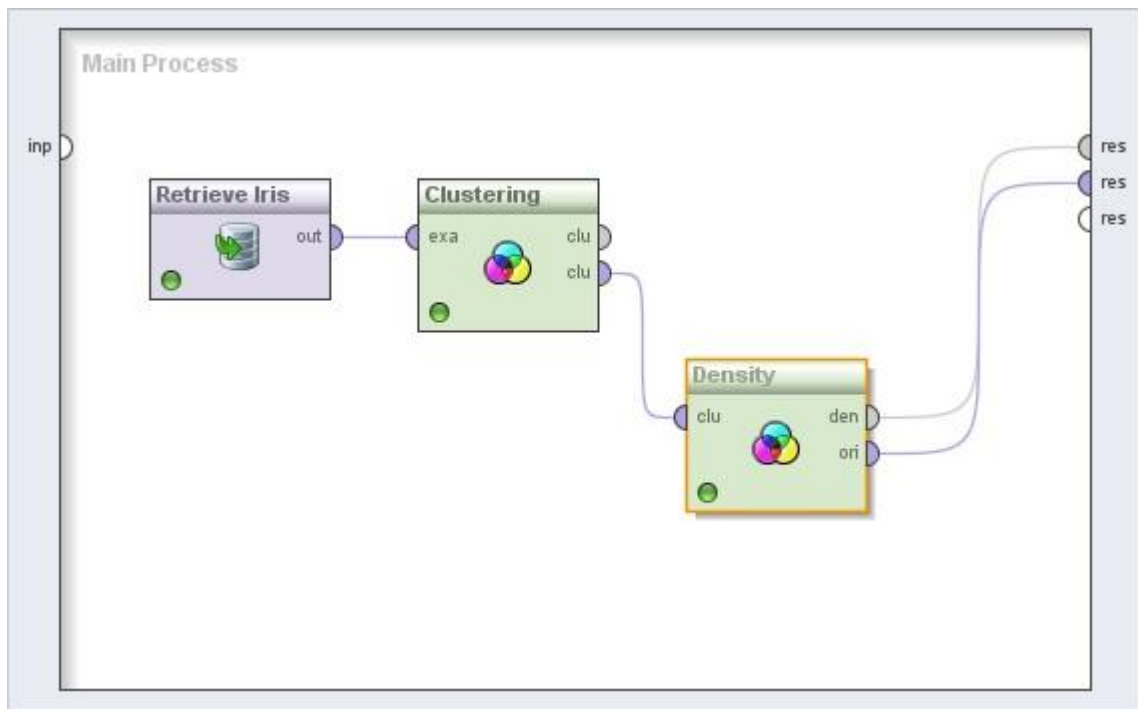 Main Process
inp
res
res
res
Retrieve Iris
out
Clustering
exa
clu
clu
Density
clu
den
ori